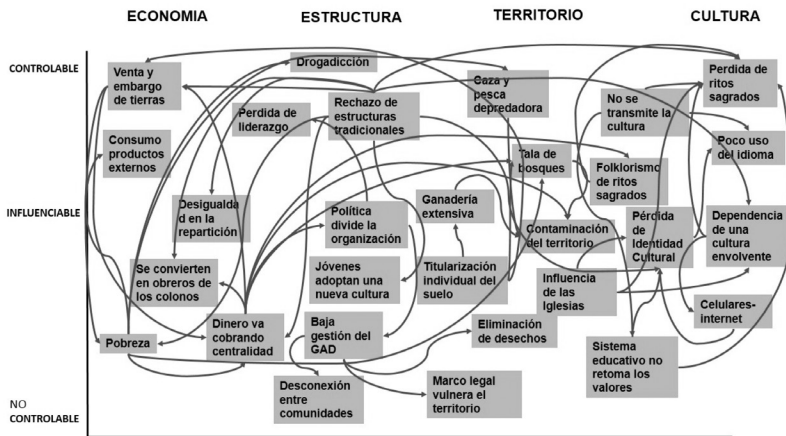 ECONOMIA
ESTRUCTURA
TERRITORIO
CULTURA
CONTROLABLE
INFLUENCIABLE
NO
CONTROLABLE
Venta y
embargo
de tierras
Consumo
productos
externos
Desigualda
d en la
repartición
Se convierten
en obreros de
los colonos
Pobreza
Dinero va
cobrando
centralidad
Drogadicción
Perdida de
liderazgo
Rechazo de
estructuras
tradicionales
Política
divide la
organización
Jóvenes
adoptan una
nueva cultura
Baja
gestión del
GAD
Desconexión
entre
comunidades
Caza y
pesca
depredadora
Tala de
bosques
Ganadería
extensiva
Contaminación
del territorio
Titularización
individual del
suelo
Influencia
de las
Iglesias
Eliminación
de desechos
Marco legal
vulnera el
territorio
Perdida de
ritos
sagrados
No se
transmite la
cultura
Poco uso
del idioma
Folklorismo
de ritos
sagrados
Pérdida
de
Identidad
Cultural
Dependencia
de una
cultura
envolvente
Celulares-
internet
Sistema
educativo no
retoma los
valores